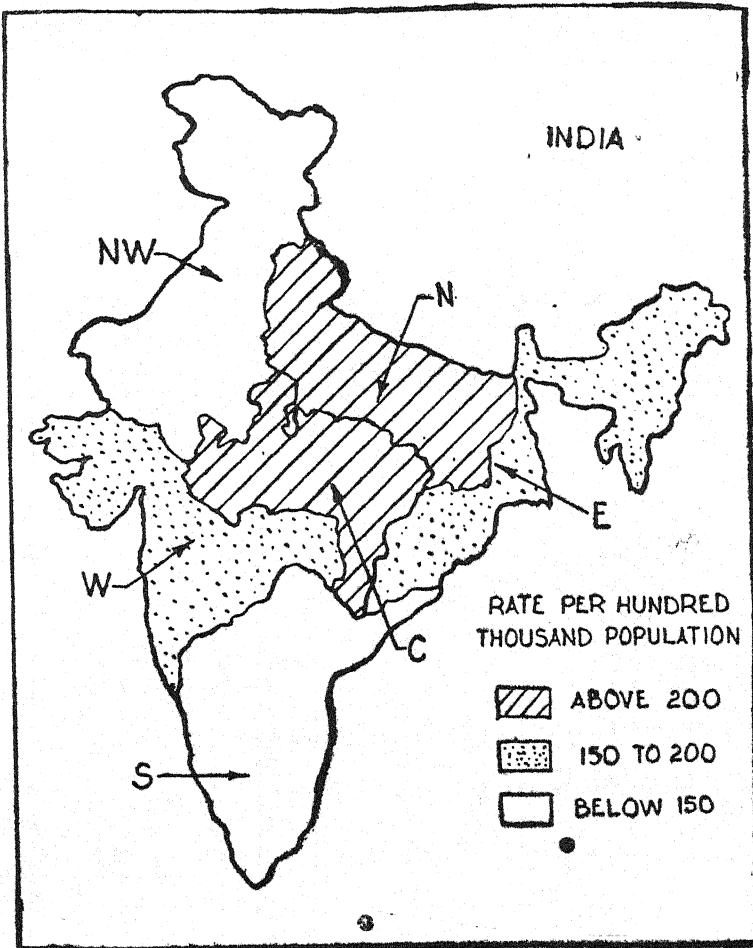 INDIA
NW
N
E
W
C
S
RATE PER HUNDRED
THOUSAND POPULATION
ABOVE 200
150 TO 200
BELOW 150